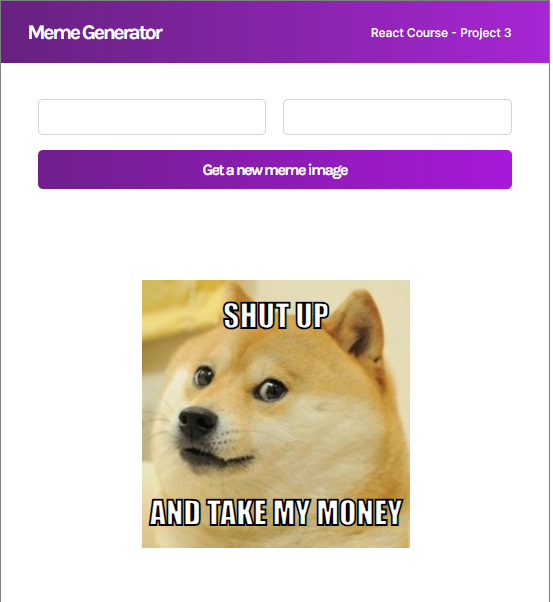 Meme Generator
React Course - Project 3
Get a new meme image
SHUT UP
AND TAKE MY MONEY